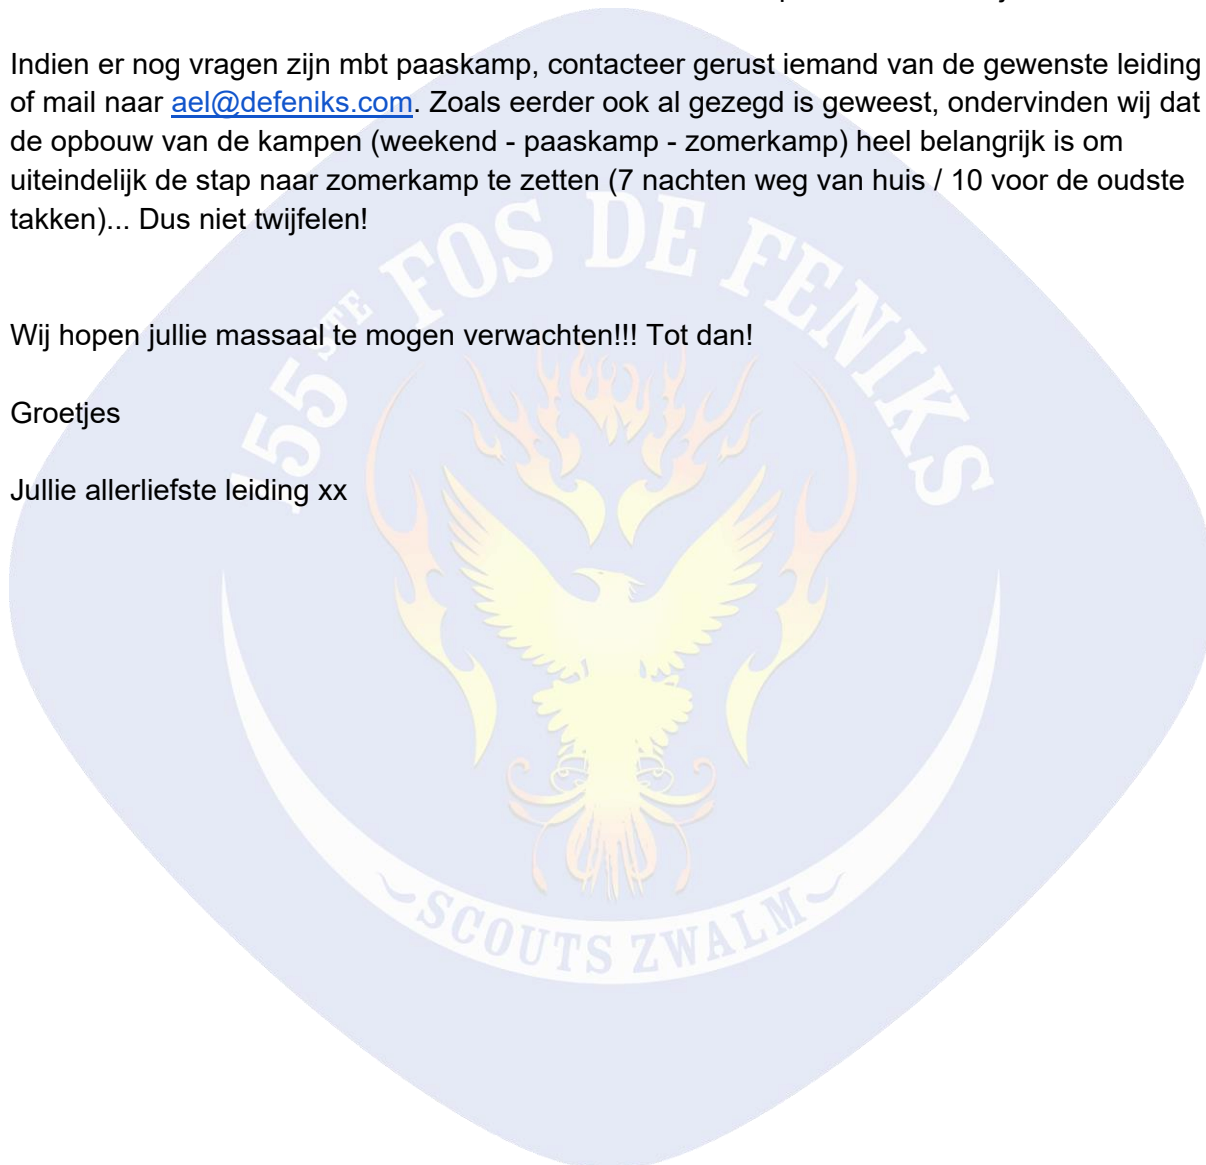 Indien er nog vragen zijn mbt paaskamp, contacteer gerust iemand van de gewenste leiding
of mail naar ael@defeniks.com. Zoals eerder ook al gezegd is geweest, ondervinden wij dat
de opbouw van de kampen (weekend - paaskamp - zomerkamp) heel belangrijk is om
uiteindelijk de stap naar zomerkamp te zetten (7 nachten weg van huis / 10 voor de oudste
takken)... Dus niet twijfelen!
Wij hopen jullie massaal te mogen verwachten!!! Tot dan!
Groetjes
Jullie allerliefste leiding xx
155STE FOS DE FENIKS
SCOUTS ZWALM